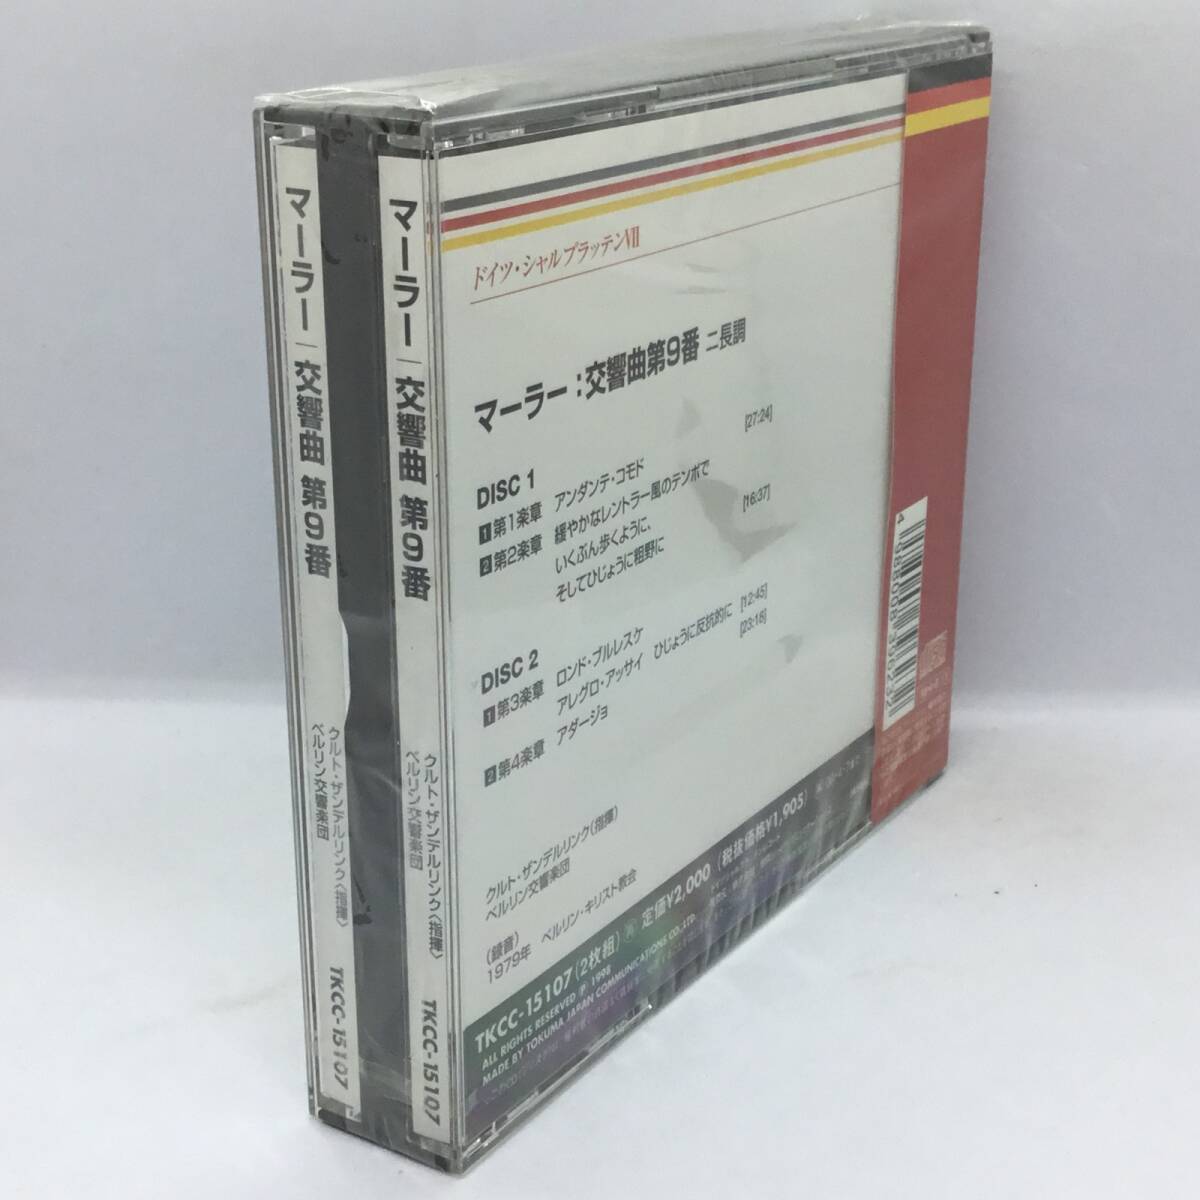 マーラー｜交響曲 第9番
クルト・ザンデルリンク〈指揮〉
ベルリン交響楽団
TKCC-15107
マーラー｜交響曲 第9番
クルト・ザンデルリンク〈指揮〉
ベルリン交響楽団
TKCC-15107
ドイツ・シャルプラッテンⅦ
マーラー：交響曲第9番 ニ長調
DISC 1
1 第1楽章 アンダンテ・コモド [27:24]
2 第2楽章 緩やかなレントラー風のテンポで
いくぶん歩くように、
そしてひじょうに粗野に [16:37]
DISC 2
1 第3楽章 ロンド・ブルレスケ
アレグロ・アッサイ ひじょうに反抗的に [12:45]
2 第4楽章 アダージョ [23:16]
クルト・ザンデルリンク(指揮)
ベルリン交響楽団
(録音)
1979年 ベルリン・キリスト教会
TKCC-15107(2枚組) 定価¥2,000 (税抜価格¥1,905)
ALL RIGHTS RESERVED ℗ 1998
MADE BY TOKUMA JAPAN COMMUNICATIONS CO.,LTD.
4 988008 396232